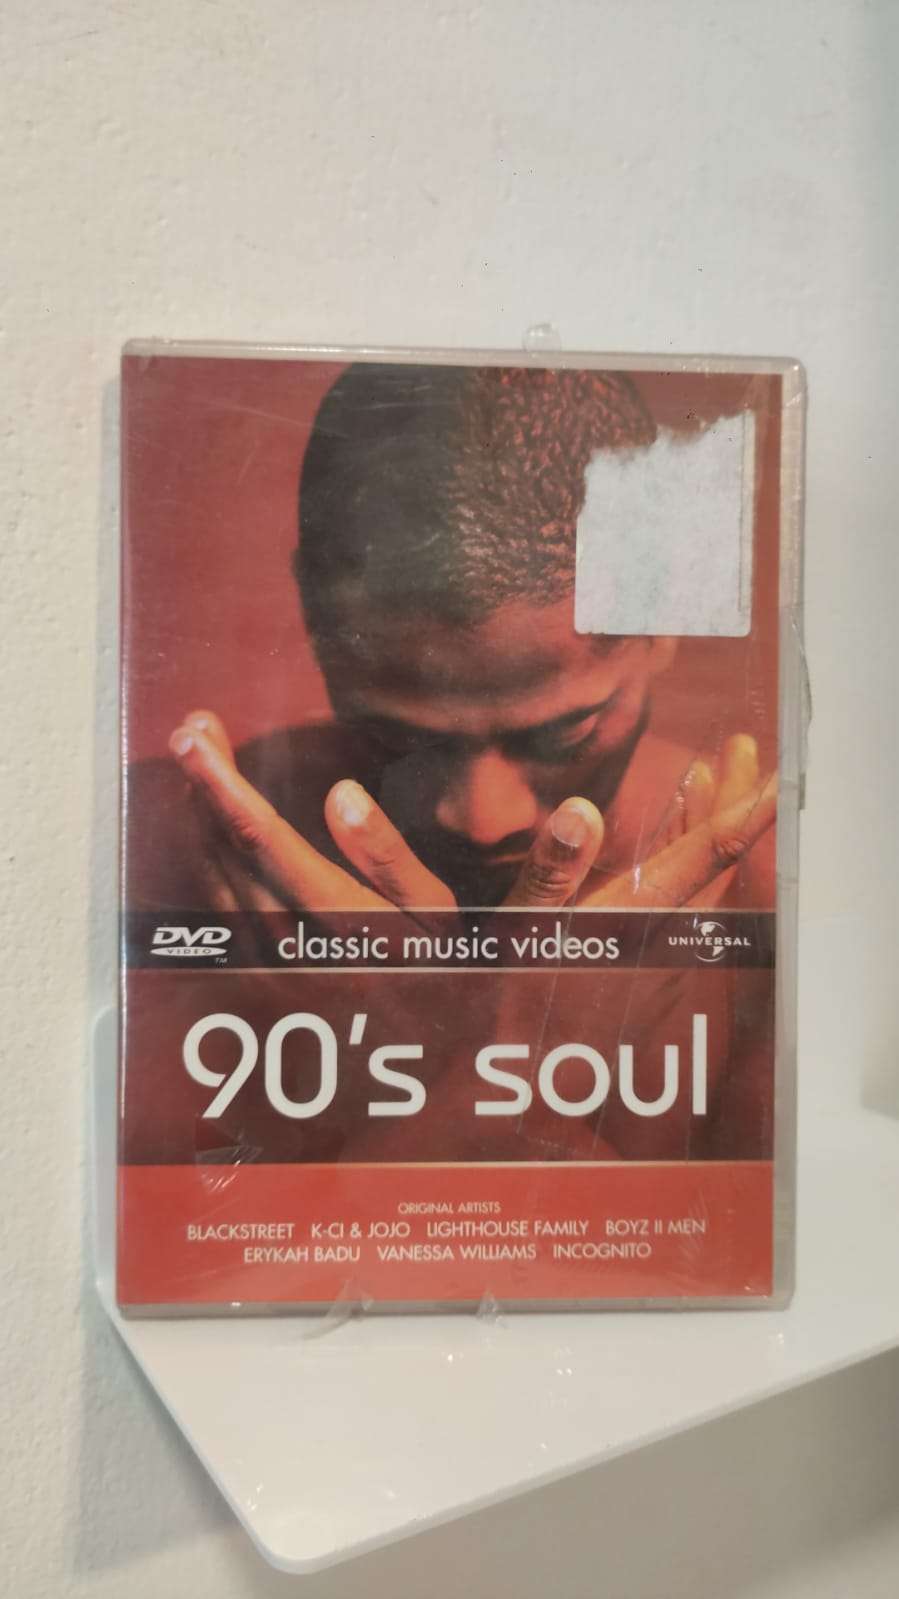 DVD
VIDEO
TM
classic music videos
UNIVERSAL
90's soul
ORIGINAL ARTISTS
BLACKSTREET K-CI & JOJO LIGHTHOUSE FAMILY BOYZ II MEN
ERYKAH BADU VANESSA WILLIAMS INCOGNITO